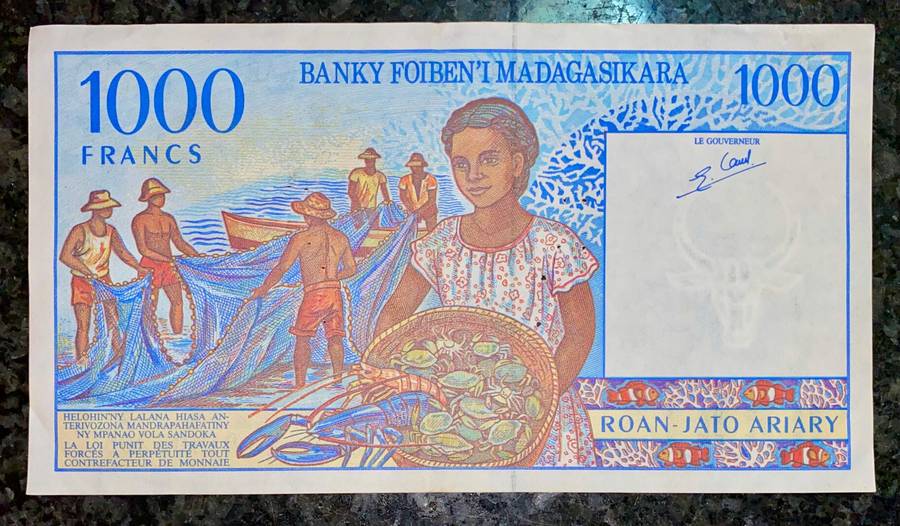 BANKY FOIBEN'I MADAGASIKARA
1000
FRANCS
1000
LE GOUVERNEUR
HELOHIN'NY LALANA HIASA AN-
TERIVOZONA MANDRAPAHAFATINY
NY MPANAO VOLA SANDOKA
LA LOI PUNIT DES TRAVAUX
FORCÉS A PERPÉTUITÉ TOUT
CONTREFACTEUR DE MONNAIE
ROAN-JATO ARIARY